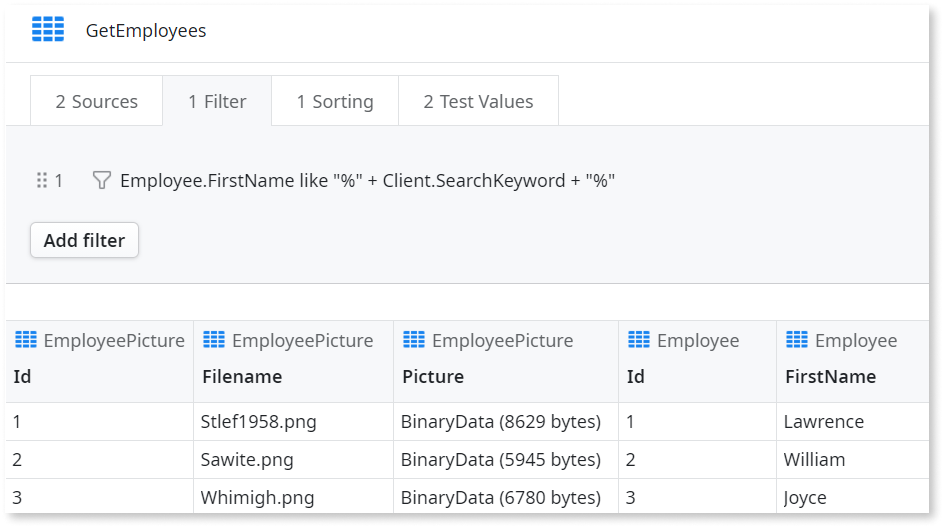 GetEmployees
2 Sources 1 Filter 1 Sorting 2 Test Values
1 Employee.FirstName like "%" + Client.SearchKeyword + "%"
Add filter
EmployeePicture EmployeePicture EmployeePicture Employee Employee
Id Filename Picture Id FirstName
1 Stlef1958.png BinaryData (8629 bytes) 1 Lawrence
2 Sawite.png BinaryData (5945 bytes) 2 William
3 Whimigh.png BinaryData (6780 bytes) 3 Joyce